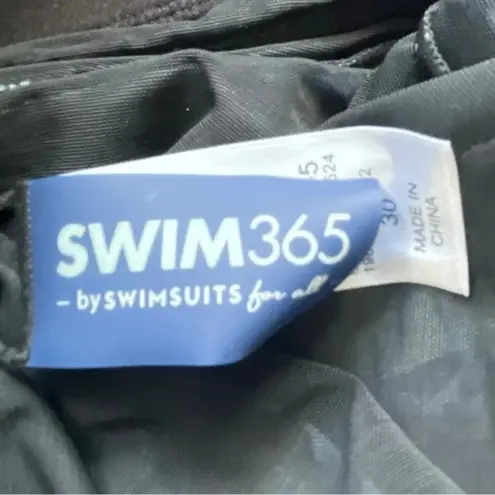 SWIM365
– by SWIMSUITS for all
30
MADE IN
CHINA